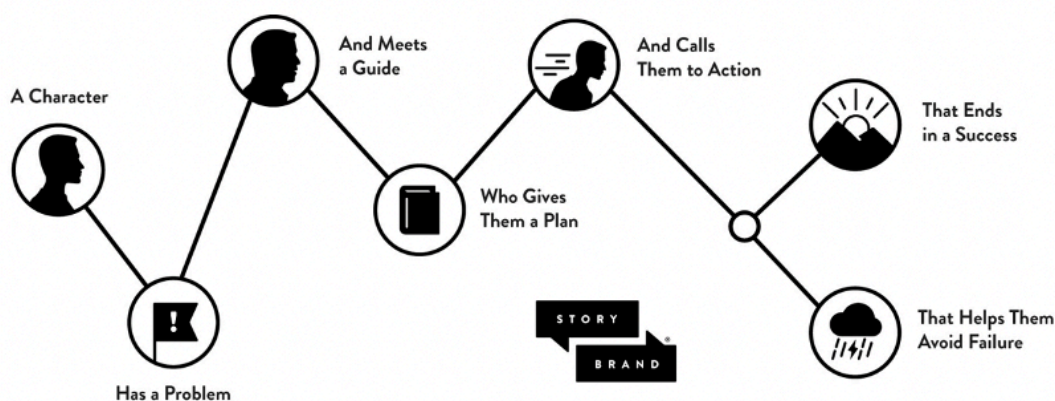 A Character
Has a Problem
And Meets
a Guide
Who Gives
Them a Plan
And Calls
Them to Action
That Ends
in a Success
That Helps Them
Avoid Failure
!
STORY
BRAND
®